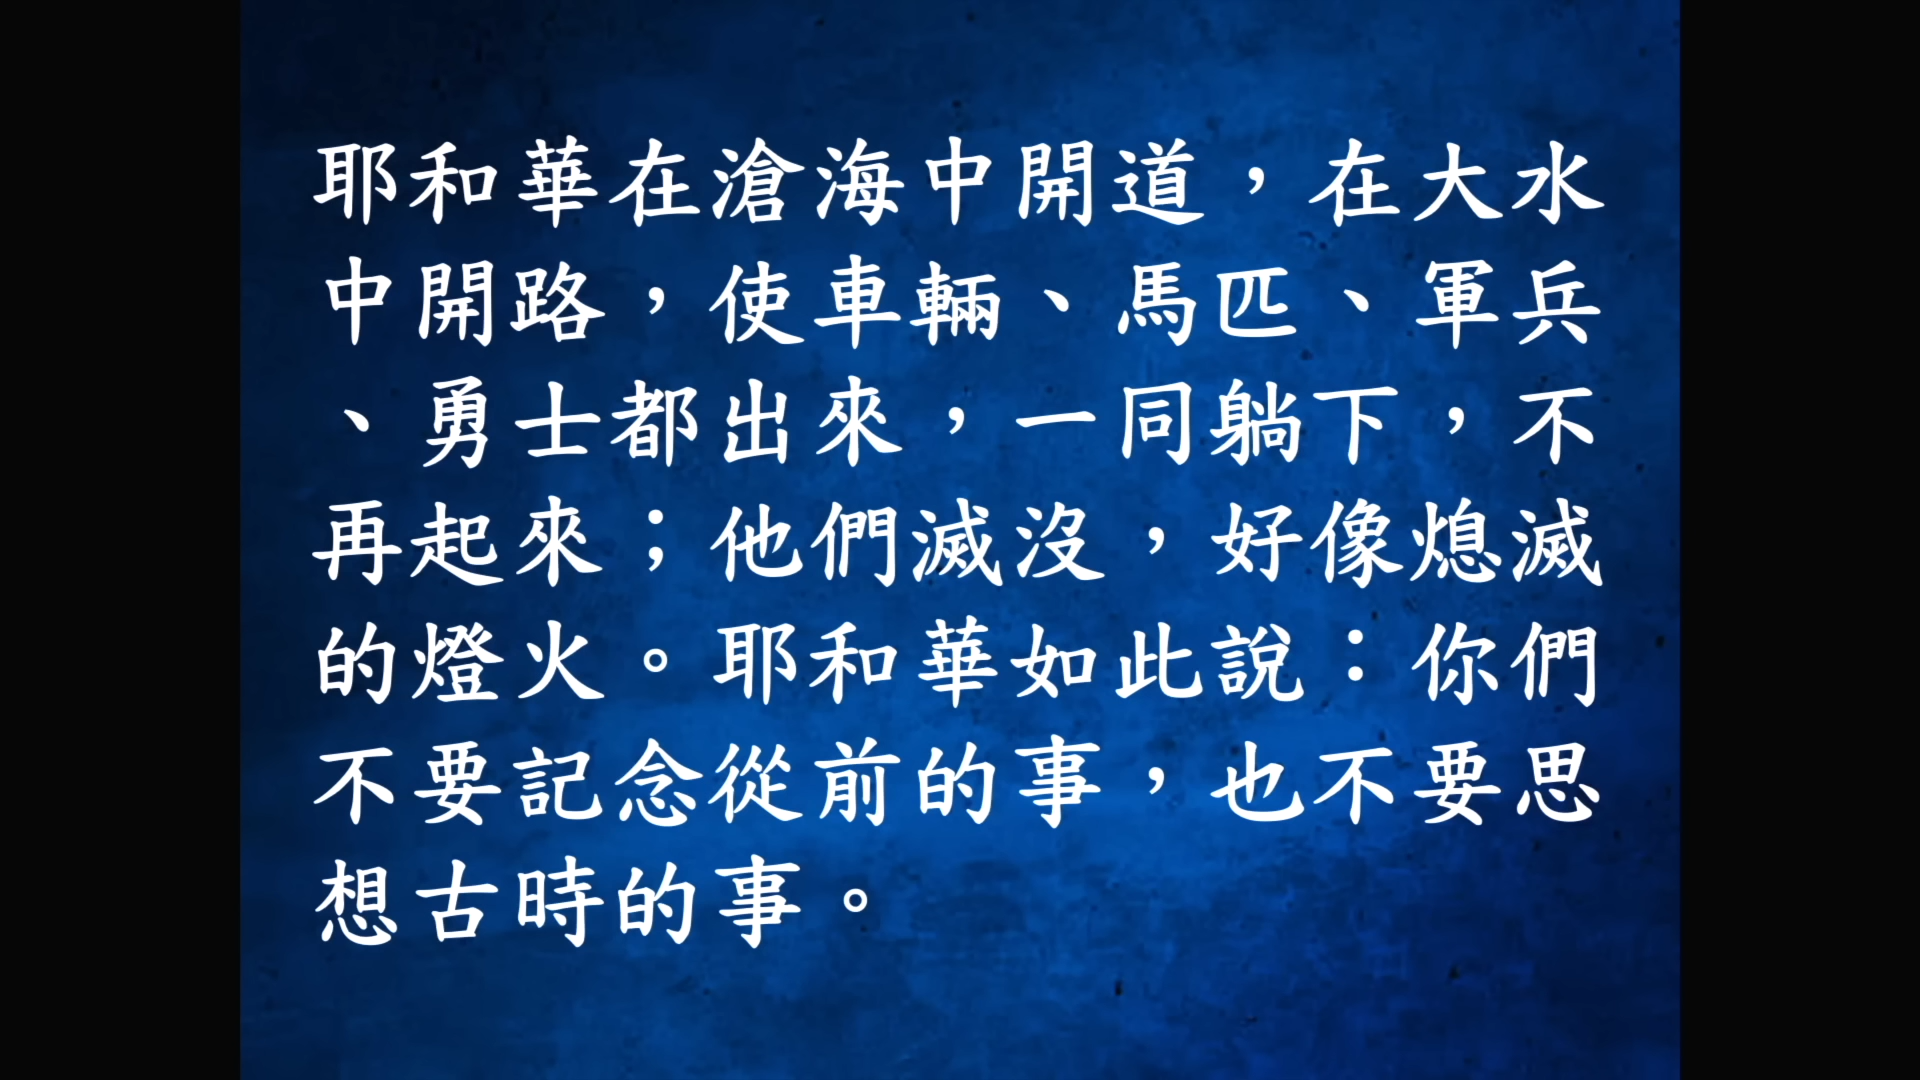 耶和華在滄海中開道，在大水
中開路，使車輛、馬匹、軍兵
、勇士都出來，一同躺下，不
再起來；他們滅沒，好像熄滅
的燈火。耶和華如此說：你們
不要記念從前的事，也不要思
想古時的事。